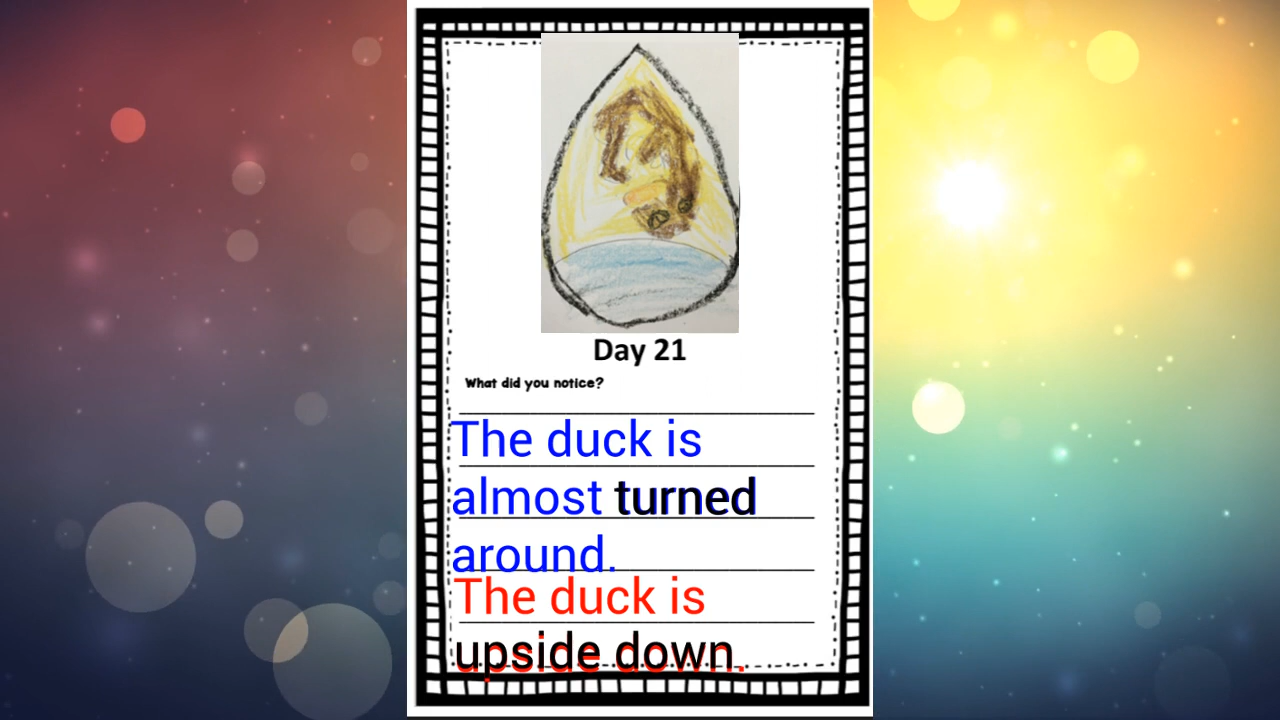 Day 21
What did you notice?
The duck is
almost turned
around.
The duck is
upside down.